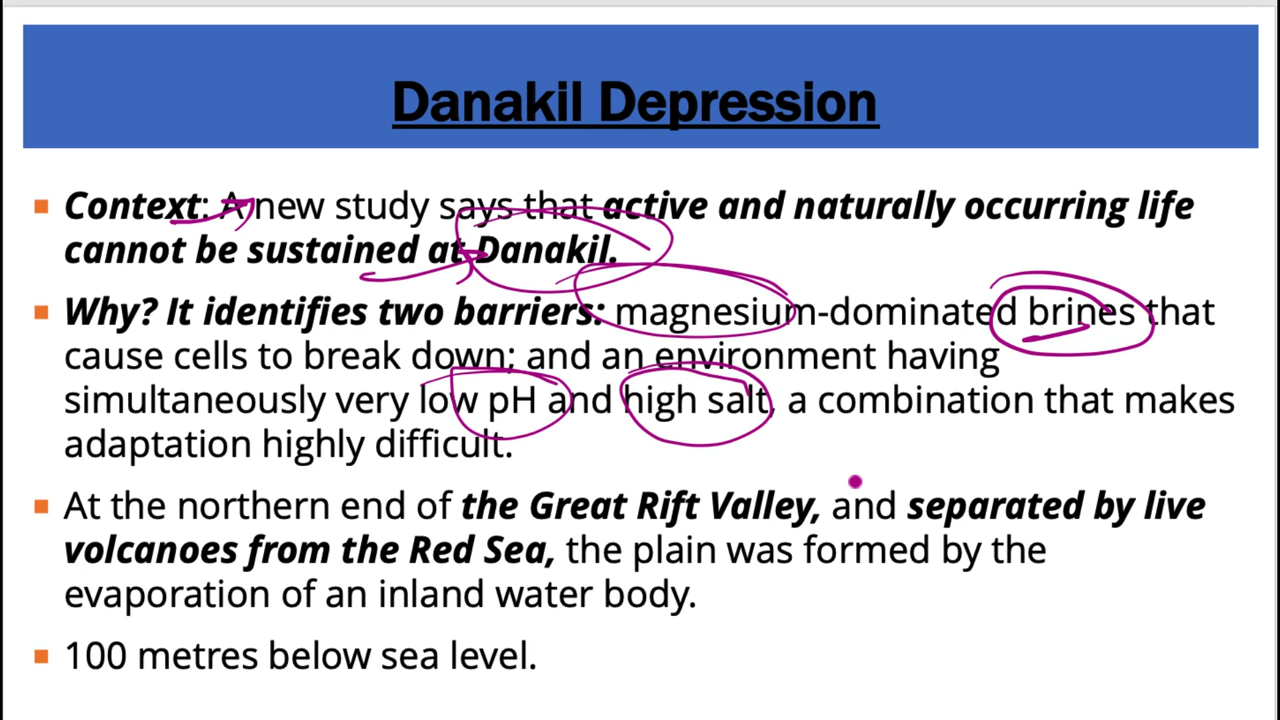 Danakil Depression
Context: A new study says that active and naturally occurring life
cannot be sustained at Danakil.
Why? It identifies two barriers: magnesium-dominated brines that
cause cells to break down; and an environment having
simultaneously very low pH and high salt, a combination that makes
adaptation highly difficult.
At the northern end of the Great Rift Valley, and separated by live
volcanoes from the Red Sea, the plain was formed by the
evaporation of an inland water body.
100 metres below sea level.